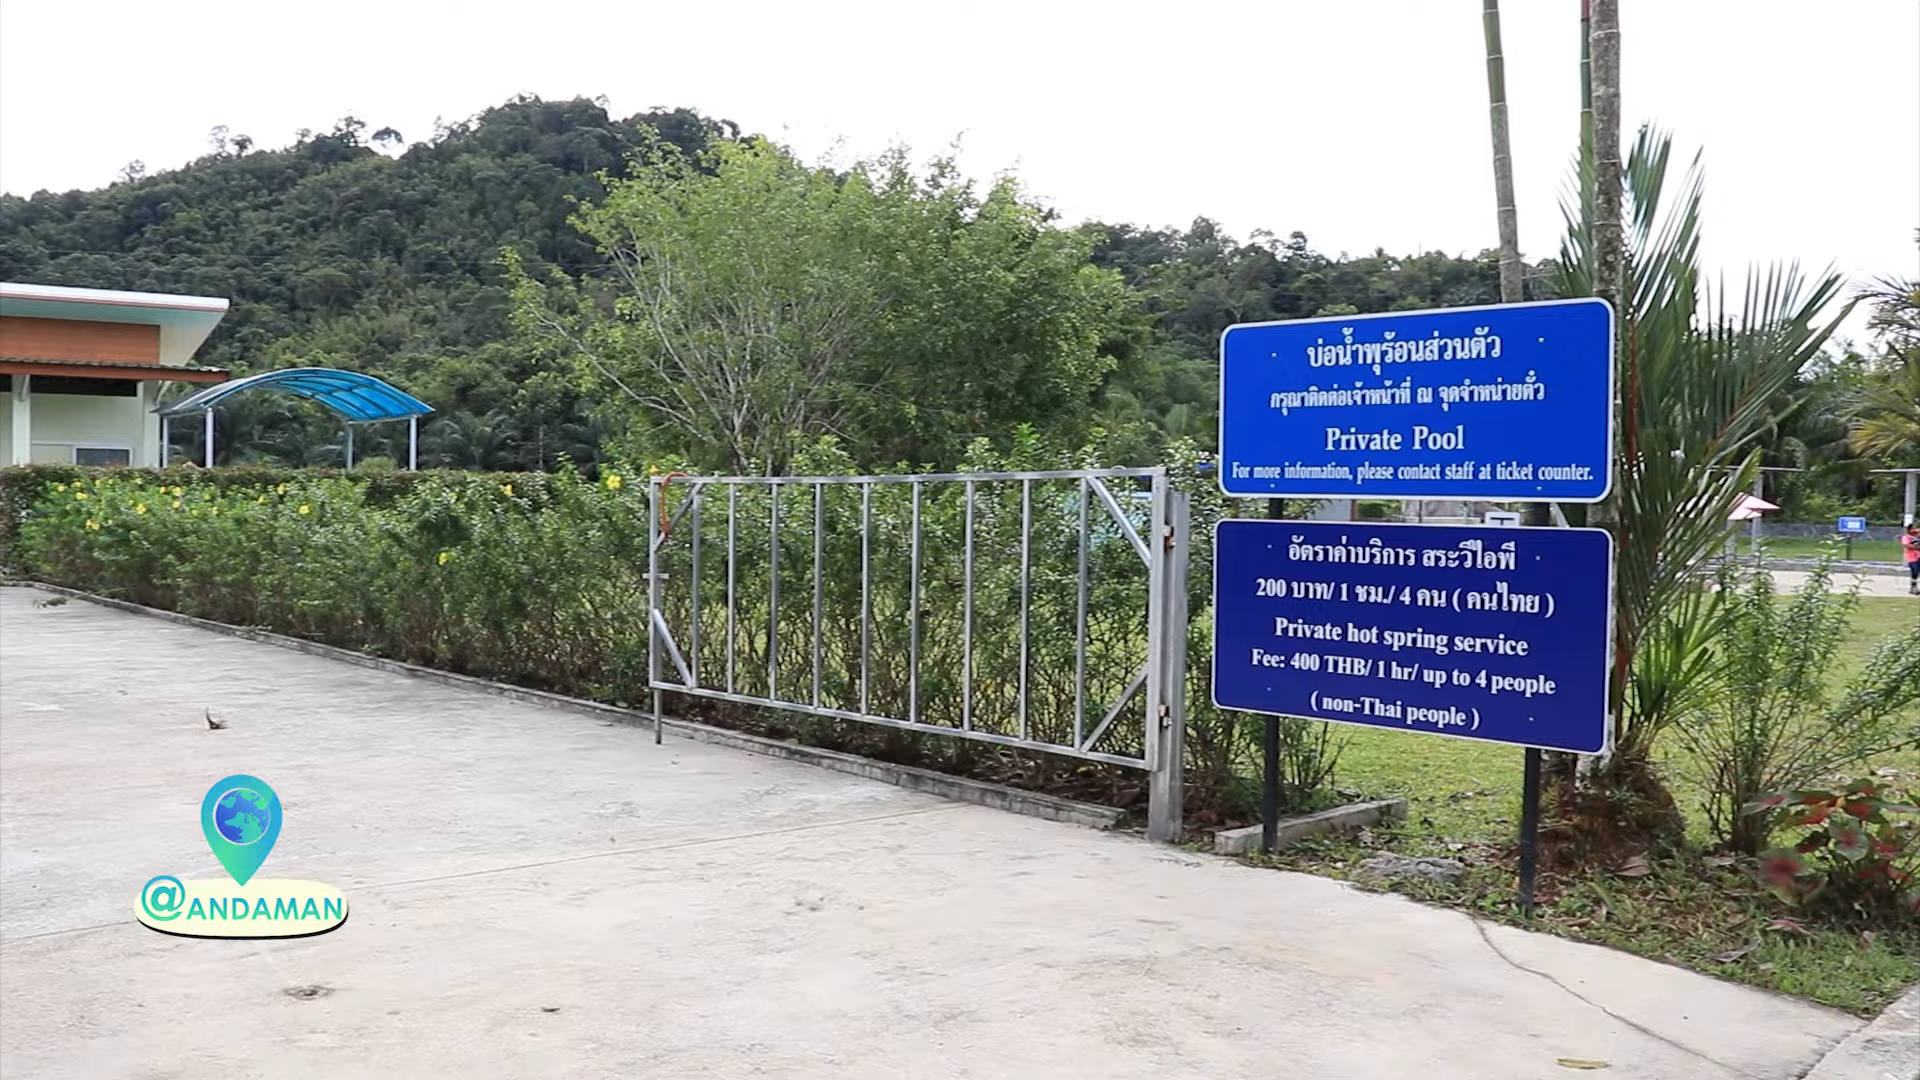 บ่อน้ำพุร้อนส่วนตัว
กรุณาติดต่อเจ้าหน้าที่ ณ จุดจำหน่ายตั๋ว
Private Pool
For more information, please contact staff at ticket counter.
อัตราค่าบริการ สระวีไอพี
200 บาท/ 1 ชม./ 4 คน ( คนไทย )
Private hot spring service
Fee: 400 THB/ 1 hr/ up to 4 people
( non-Thai people )
@ANDAMAN